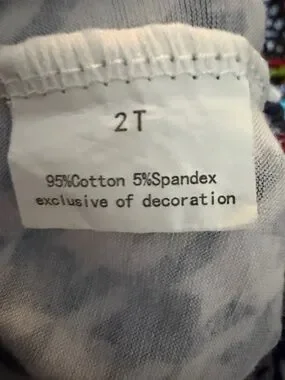 2T
95%Cotton 5%Spandex
exclusive of decoration